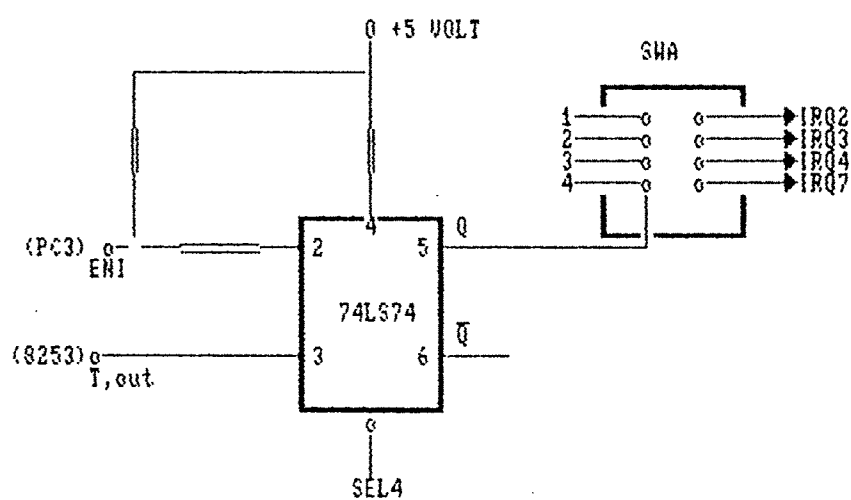 +5 VOLT
SWA
1 IRQ2
2 IRQ3
3 IRQ4
4 IRQ7
4 Q
(PC3) 2 5
ENI
74LS74
Q̅
(8253) 3 6
T,out
SEL4